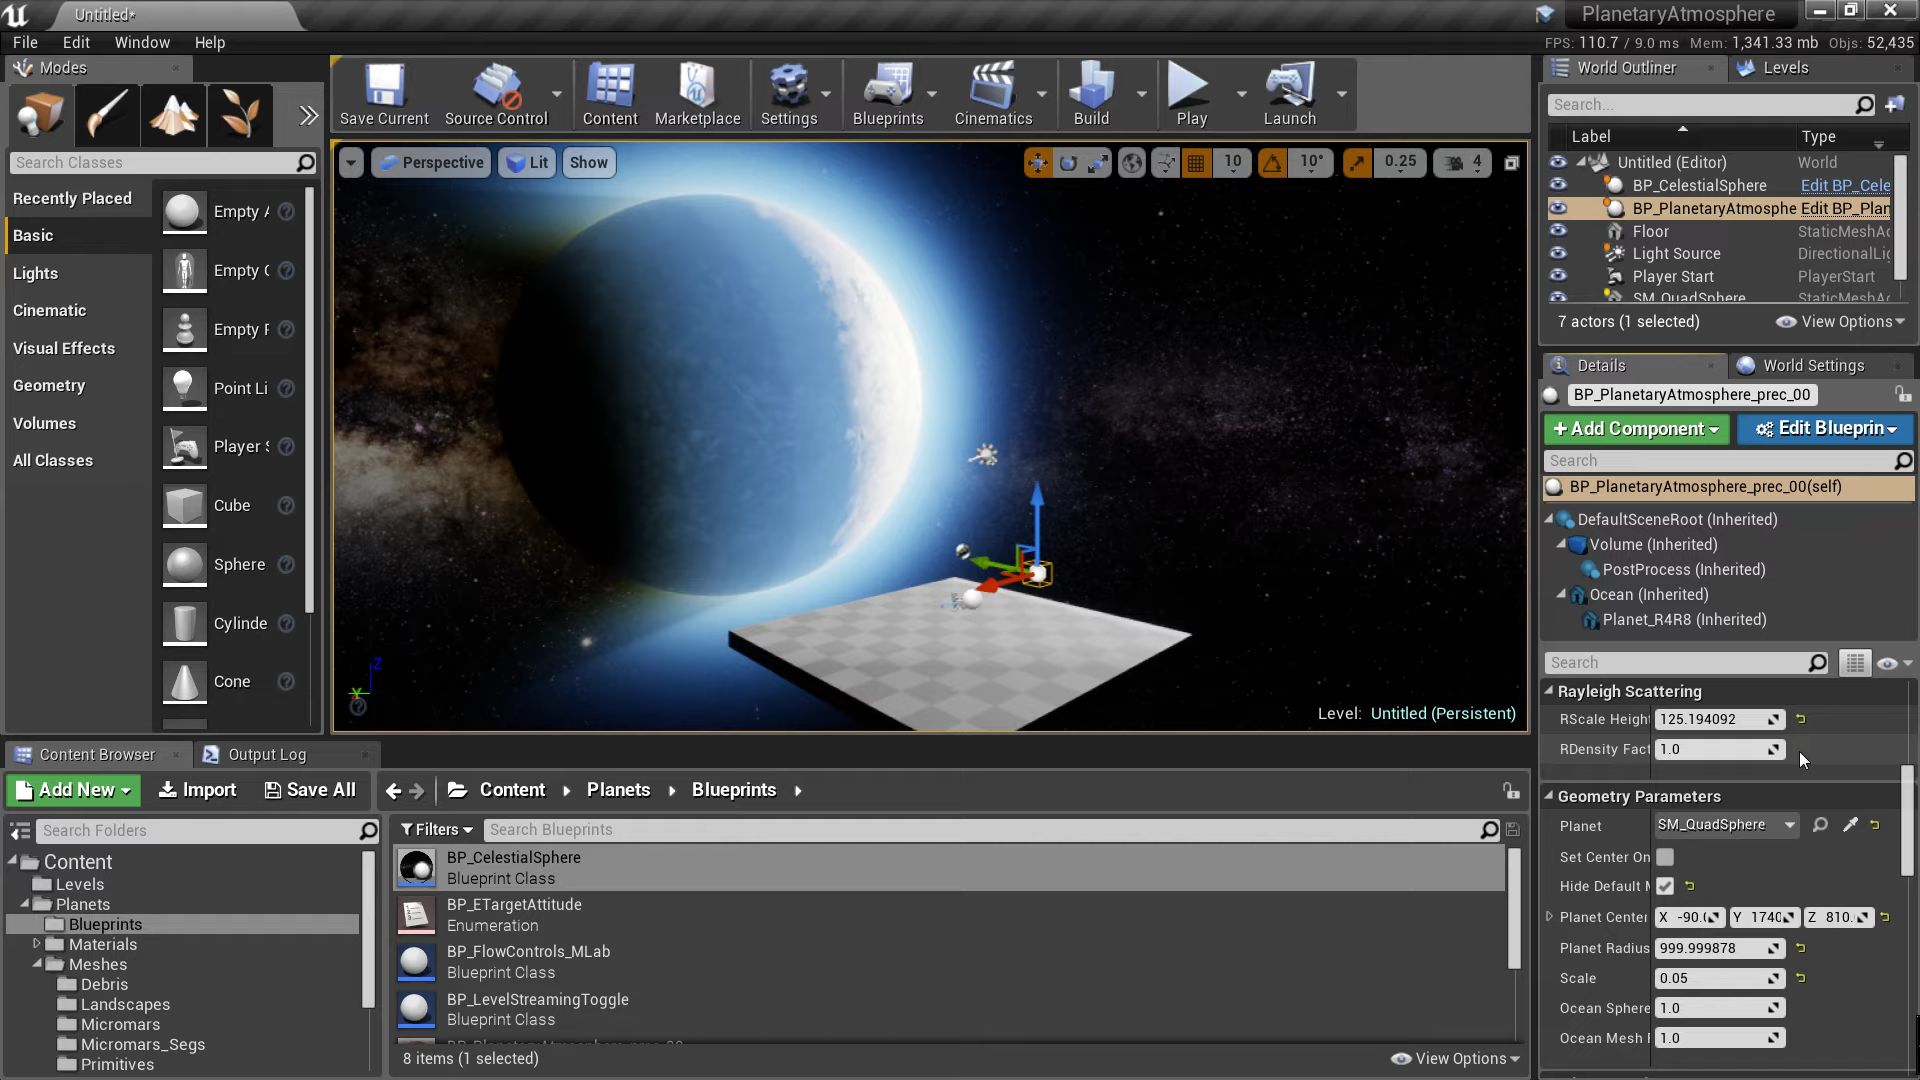 Untitled*
PlanetaryAtmosphere
File Edit Window Help
FPS: 110.7 / 9.0 ms Mem: 1,341.33 mb Objs: 52,435
Modes
Search Classes
Recently Placed
Basic
Lights
Cinematic
Visual Effects
Geometry
Volumes
All Classes
Empty A
Empty C
Empty P
Point Li
Player S
Cube
Sphere
Cylinde
Cone
Save Current
Source Control
Content
Marketplace
Settings
Blueprints
Cinematics
Build
Play
Launch
Perspective
Lit
Show
10
10°
0.25
4
Z
Y
Level: Untitled (Persistent)
World Outliner
Levels
Search...
Label Type
Untitled (Editor) World
BP_CelestialSphere Edit BP_Cele
BP_PlanetaryAtmosphe Edit BP_Plan
Floor StaticMeshAc
Light Source DirectionalLig
Player Start PlayerStart
SM_QuadSphere StaticMeshAc
7 actors (1 selected)
View Options
Details
World Settings
BP_PlanetaryAtmosphere_prec_00
+Add Component
Edit Blueprin
Search
BP_PlanetaryAtmosphere_prec_00(self)
DefaultSceneRoot (Inherited)
Volume (Inherited)
PostProcess (Inherited)
Ocean (Inherited)
Planet_R4R8 (Inherited)
Search
Rayleigh Scattering
RScale Height 125.194092
RDensity Fact 1.0
Geometry Parameters
Planet SM_QuadSphere
Set Center On
Hide Default M
Planet Center X -90.( Y 1740 Z 810.
Planet Radius 999.999878
Scale 0.05
Ocean Sphere 1.0
Ocean Mesh R 1.0
Content Browser
Output Log
Add New
Import
Save All
Content Planets Blueprints
Search Folders
Content
Levels
Planets
Blueprints
Materials
Meshes
Debris
Landscapes
Micromars
Micromars_Segs
Primitives
Filters
Search Blueprints
BP_CelestialSphere
Blueprint Class
BP_ETargetAttitude
Enumeration
BP_FlowControls_MLab
Blueprint Class
BP_LevelStreamingToggle
Blueprint Class
8 items (1 selected)
View Options